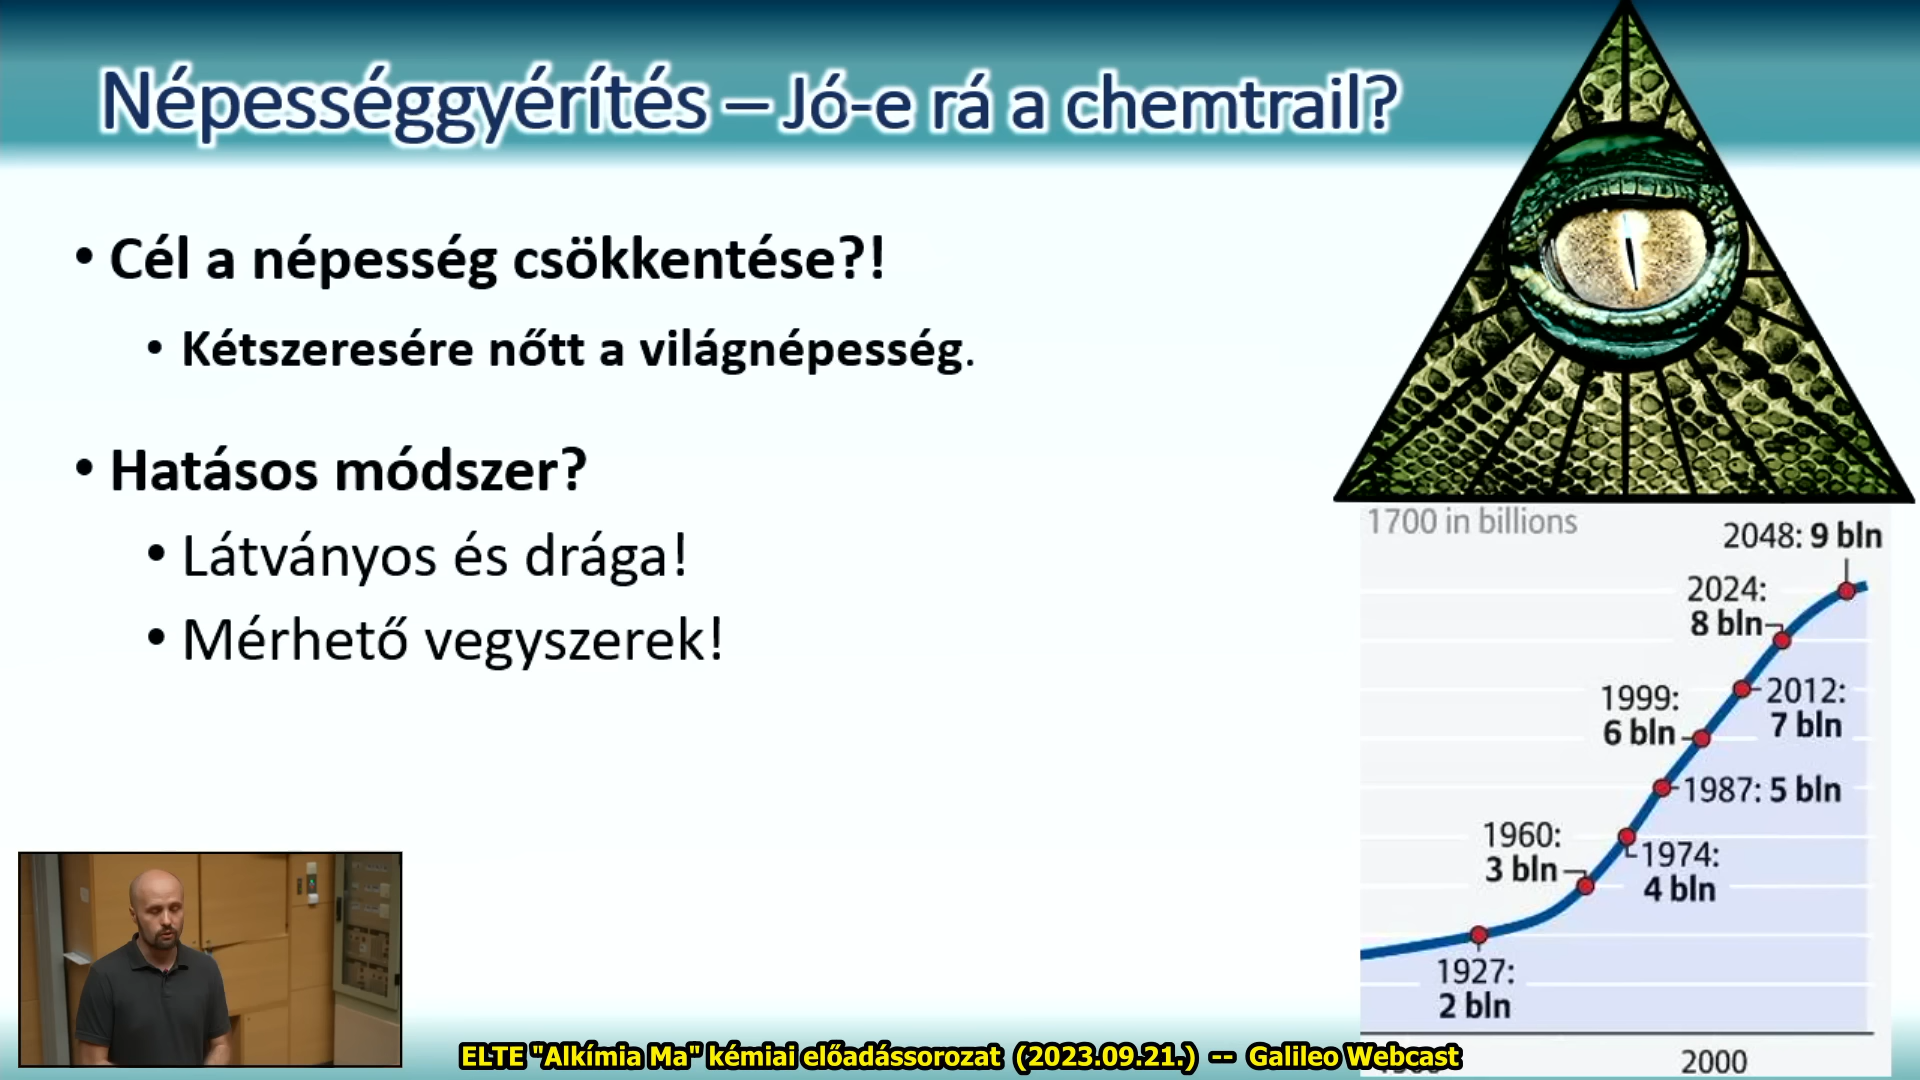 Népességgyérítés – Jó-e rá a chemtrail?
• Cél a népesség csökkentése?!
• Kétszeresére nőtt a világnépesség.
• Hatásos módszer?
• Látványos és drága!
• Mérhető vegyszerek!
1700 in billions
2048: 9 bln
2024:
8 bln
1999:
6 bln
2012:
7 bln
1987: 5 bln
1960:
3 bln
1974:
4 bln
1927:
2 bln
2000
ELTE "Alkímia Ma" kémiai előadássorozat (2023.09.21.) -- Galileo Webcast